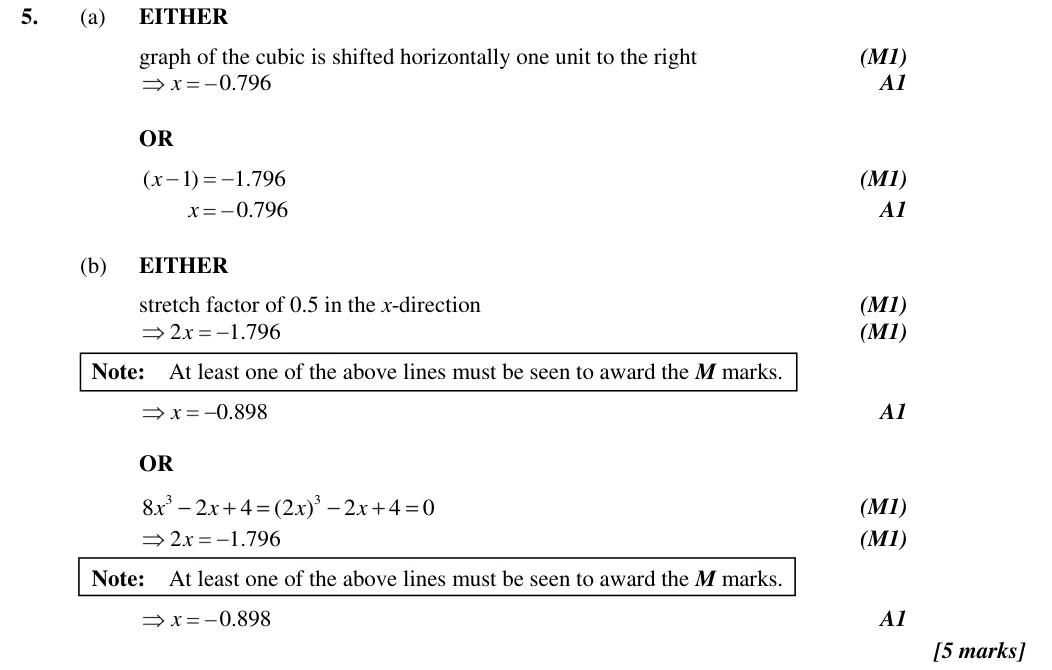 5. (a) EITHER
graph of the cubic is shifted horizontally one unit to the right (M1)
⇒ x = −0.796 A1
OR
(x − 1) = −1.796 (M1)
x = −0.796 A1
(b) EITHER
stretch factor of 0.5 in the x-direction (M1)
⇒ 2x = −1.796 (M1)
Note: At least one of the above lines must be seen to award the M marks.
⇒ x = −0.898 A1
OR
8x³ − 2x + 4 = (2x)³ − 2x + 4 = 0 (M1)
⇒ 2x = −1.796 (M1)
Note: At least one of the above lines must be seen to award the M marks.
⇒ x = −0.898 A1
[5 marks]